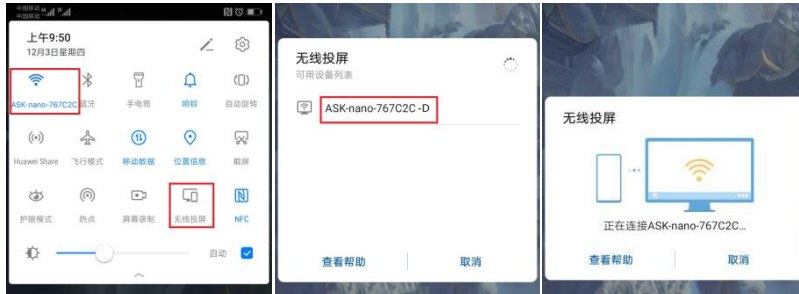 中国移动 46 2G
中国移动
上午9:50
12月3日星期四
ASK-nano-767C2C
蓝牙
手电筒
响铃
自动旋转
Huawei Share
飞行模式
移动数据
位置信息
截屏
护眼模式
热点
屏幕录制
无线投屏
NFC
自动
无线投屏
可用设备列表
ASK-nano-767C2C -D
查看帮助
取消
无线投屏
正在连接ASK-nano-767C2C...
查看帮助
取消